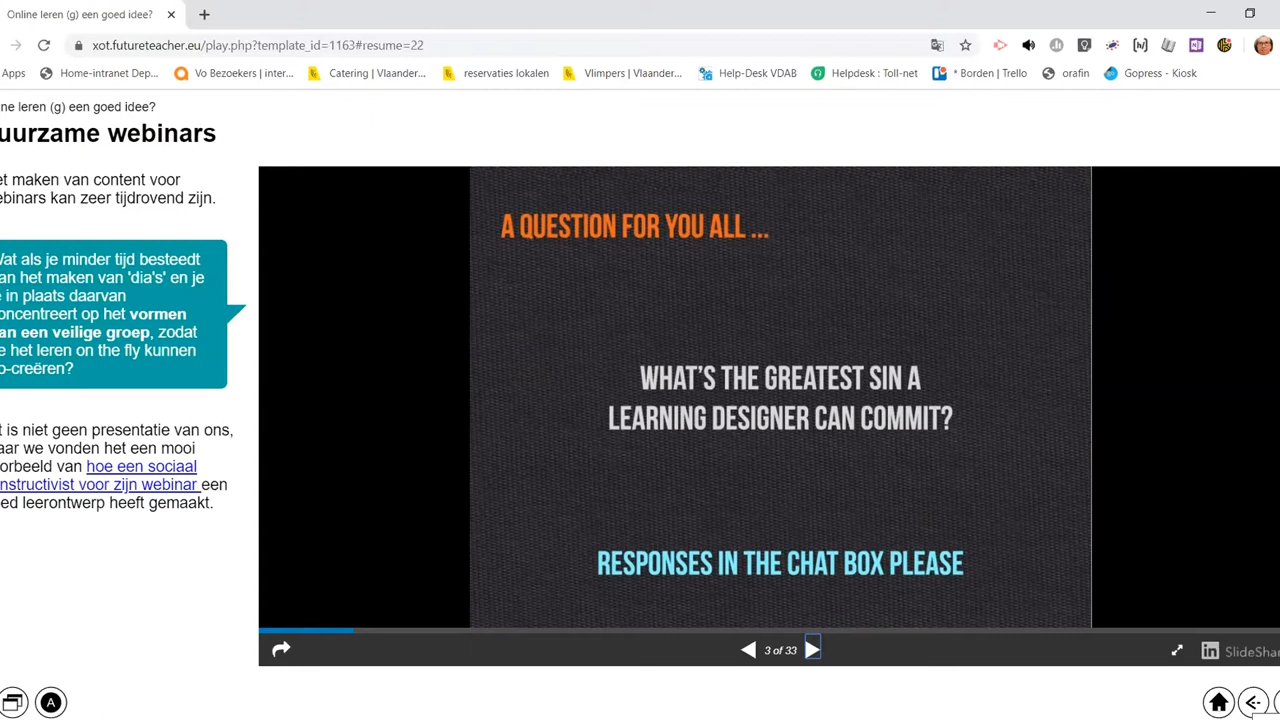 Online leren (g) een goed idee?
xot.futureteacher.eu/play.php?template_id=1163#resume=22
Apps
Home-intranet Dep...
Vo Bezoekers | inter...
Catering | Vlaander...
reservaties lokalen
Vlimpers | Vlaander...
Help-Desk VDAB
Helpdesk : Toll-net
* Borden | Trello
orafin
Gopress - Kiosk
ne leren (g) een goed idee?
uurzame webinars
et maken van content voor
ebinars kan zeer tijdrovend zijn.
Wat als je minder tijd besteedt
an het maken van 'dia's' en je
e in plaats daarvan
oncentreert op het vormen
an een veilige groep, zodat
e het leren on the fly kunnen
o-creëren?
t is niet geen presentatie van ons,
aar we vonden het een mooi
orbeeld van hoe een sociaal
nstructivist voor zijn webinar een
ed leerontwerp heeft gemaakt.
A QUESTION FOR YOU ALL ...
WHAT'S THE GREATEST SIN A
LEARNING DESIGNER CAN COMMIT?
RESPONSES IN THE CHAT BOX PLEASE
3 of 33
in SlideShar
A